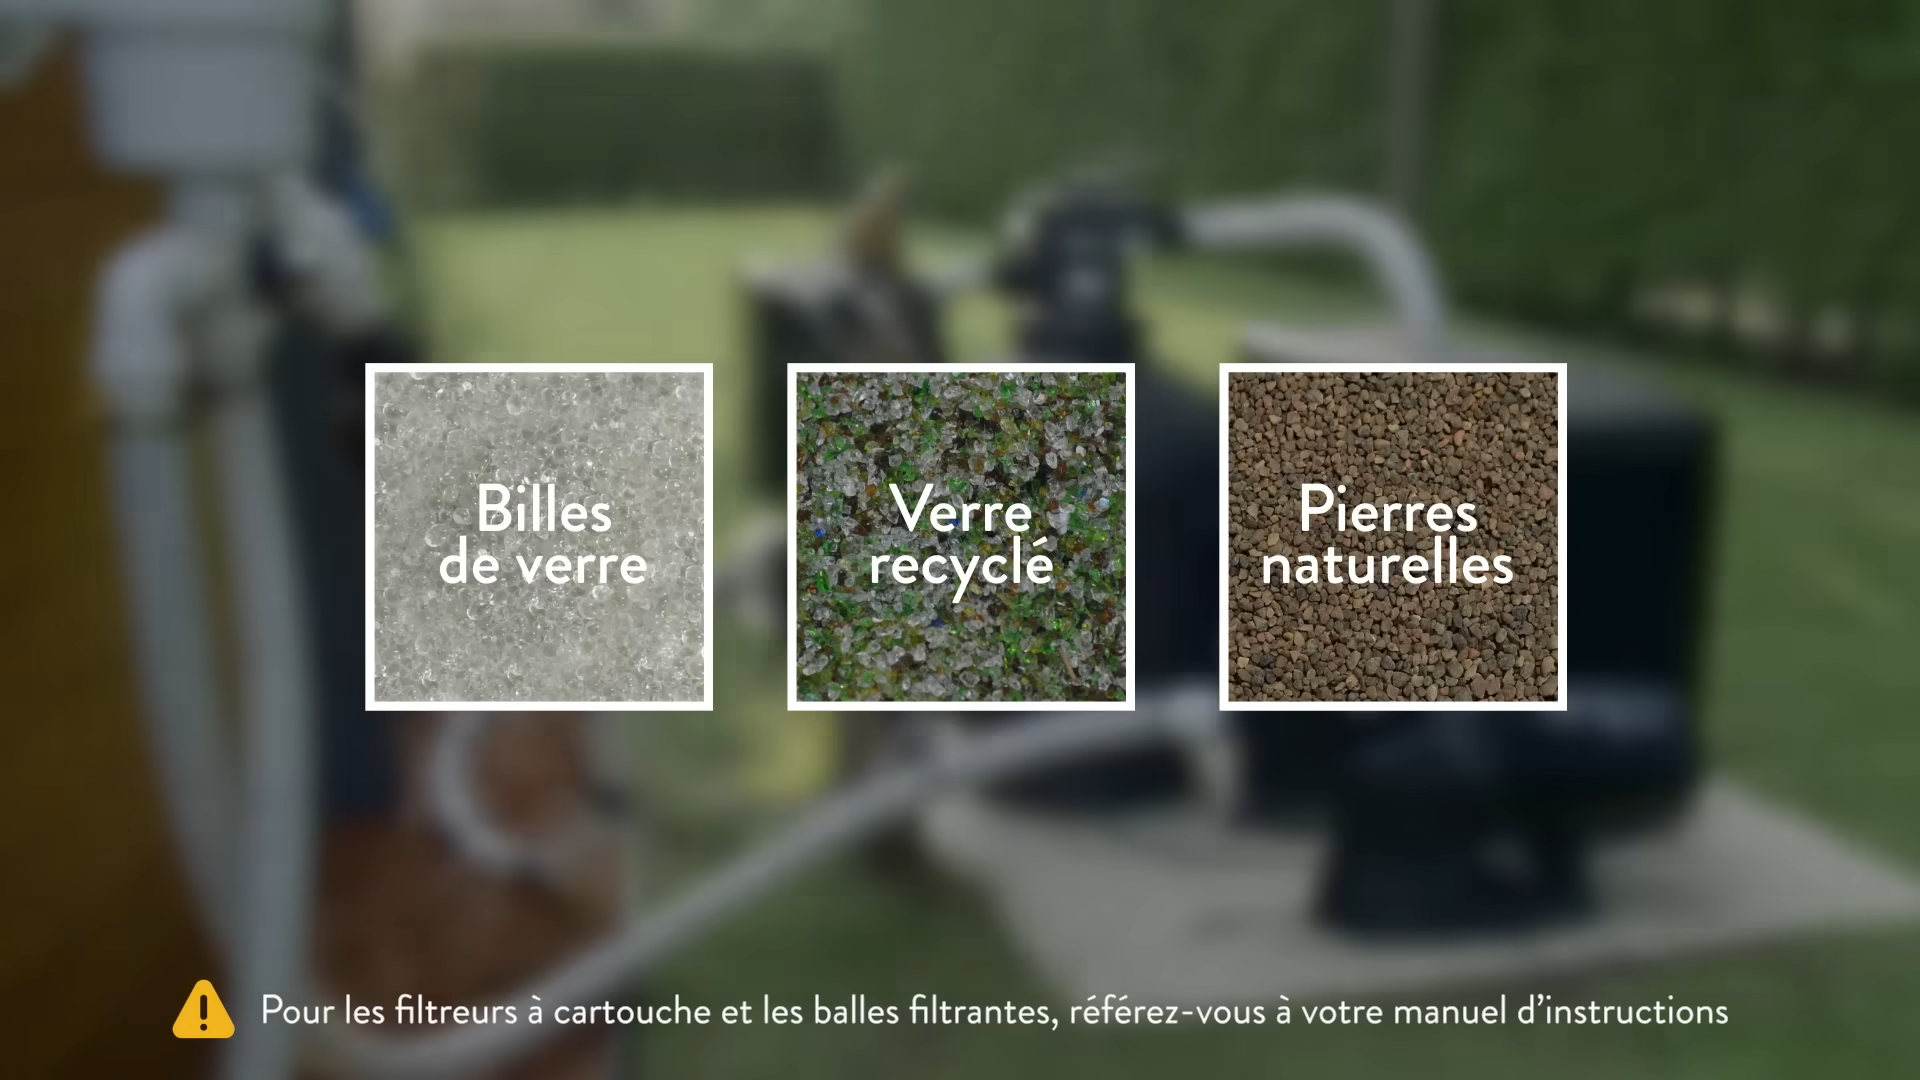 Billes
de verre
Verre
recyclé
Pierres
naturelles
Pour les filtreurs à cartouche et les balles filtrantes, référez-vous à votre manuel d’instructions